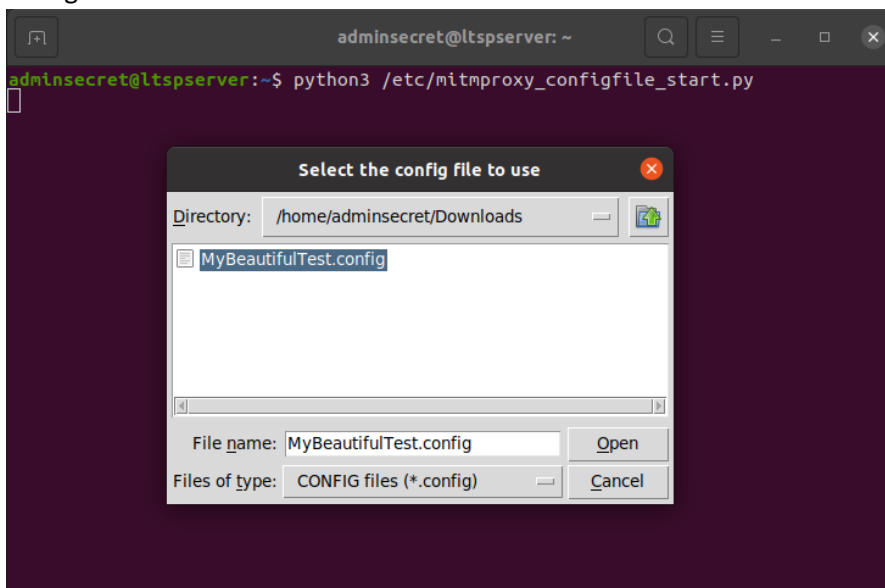 adminsecret@ltspserver: ~
adminsecret@ltspserver:~$ python3 /etc/mitmproxy_configfile_start.py
Select the config file to use
Directory: /home/adminsecret/Downloads
MyBeautifulTest.config
File name: MyBeautifulTest.config Open
Files of type: CONFIG files (*.config) Cancel